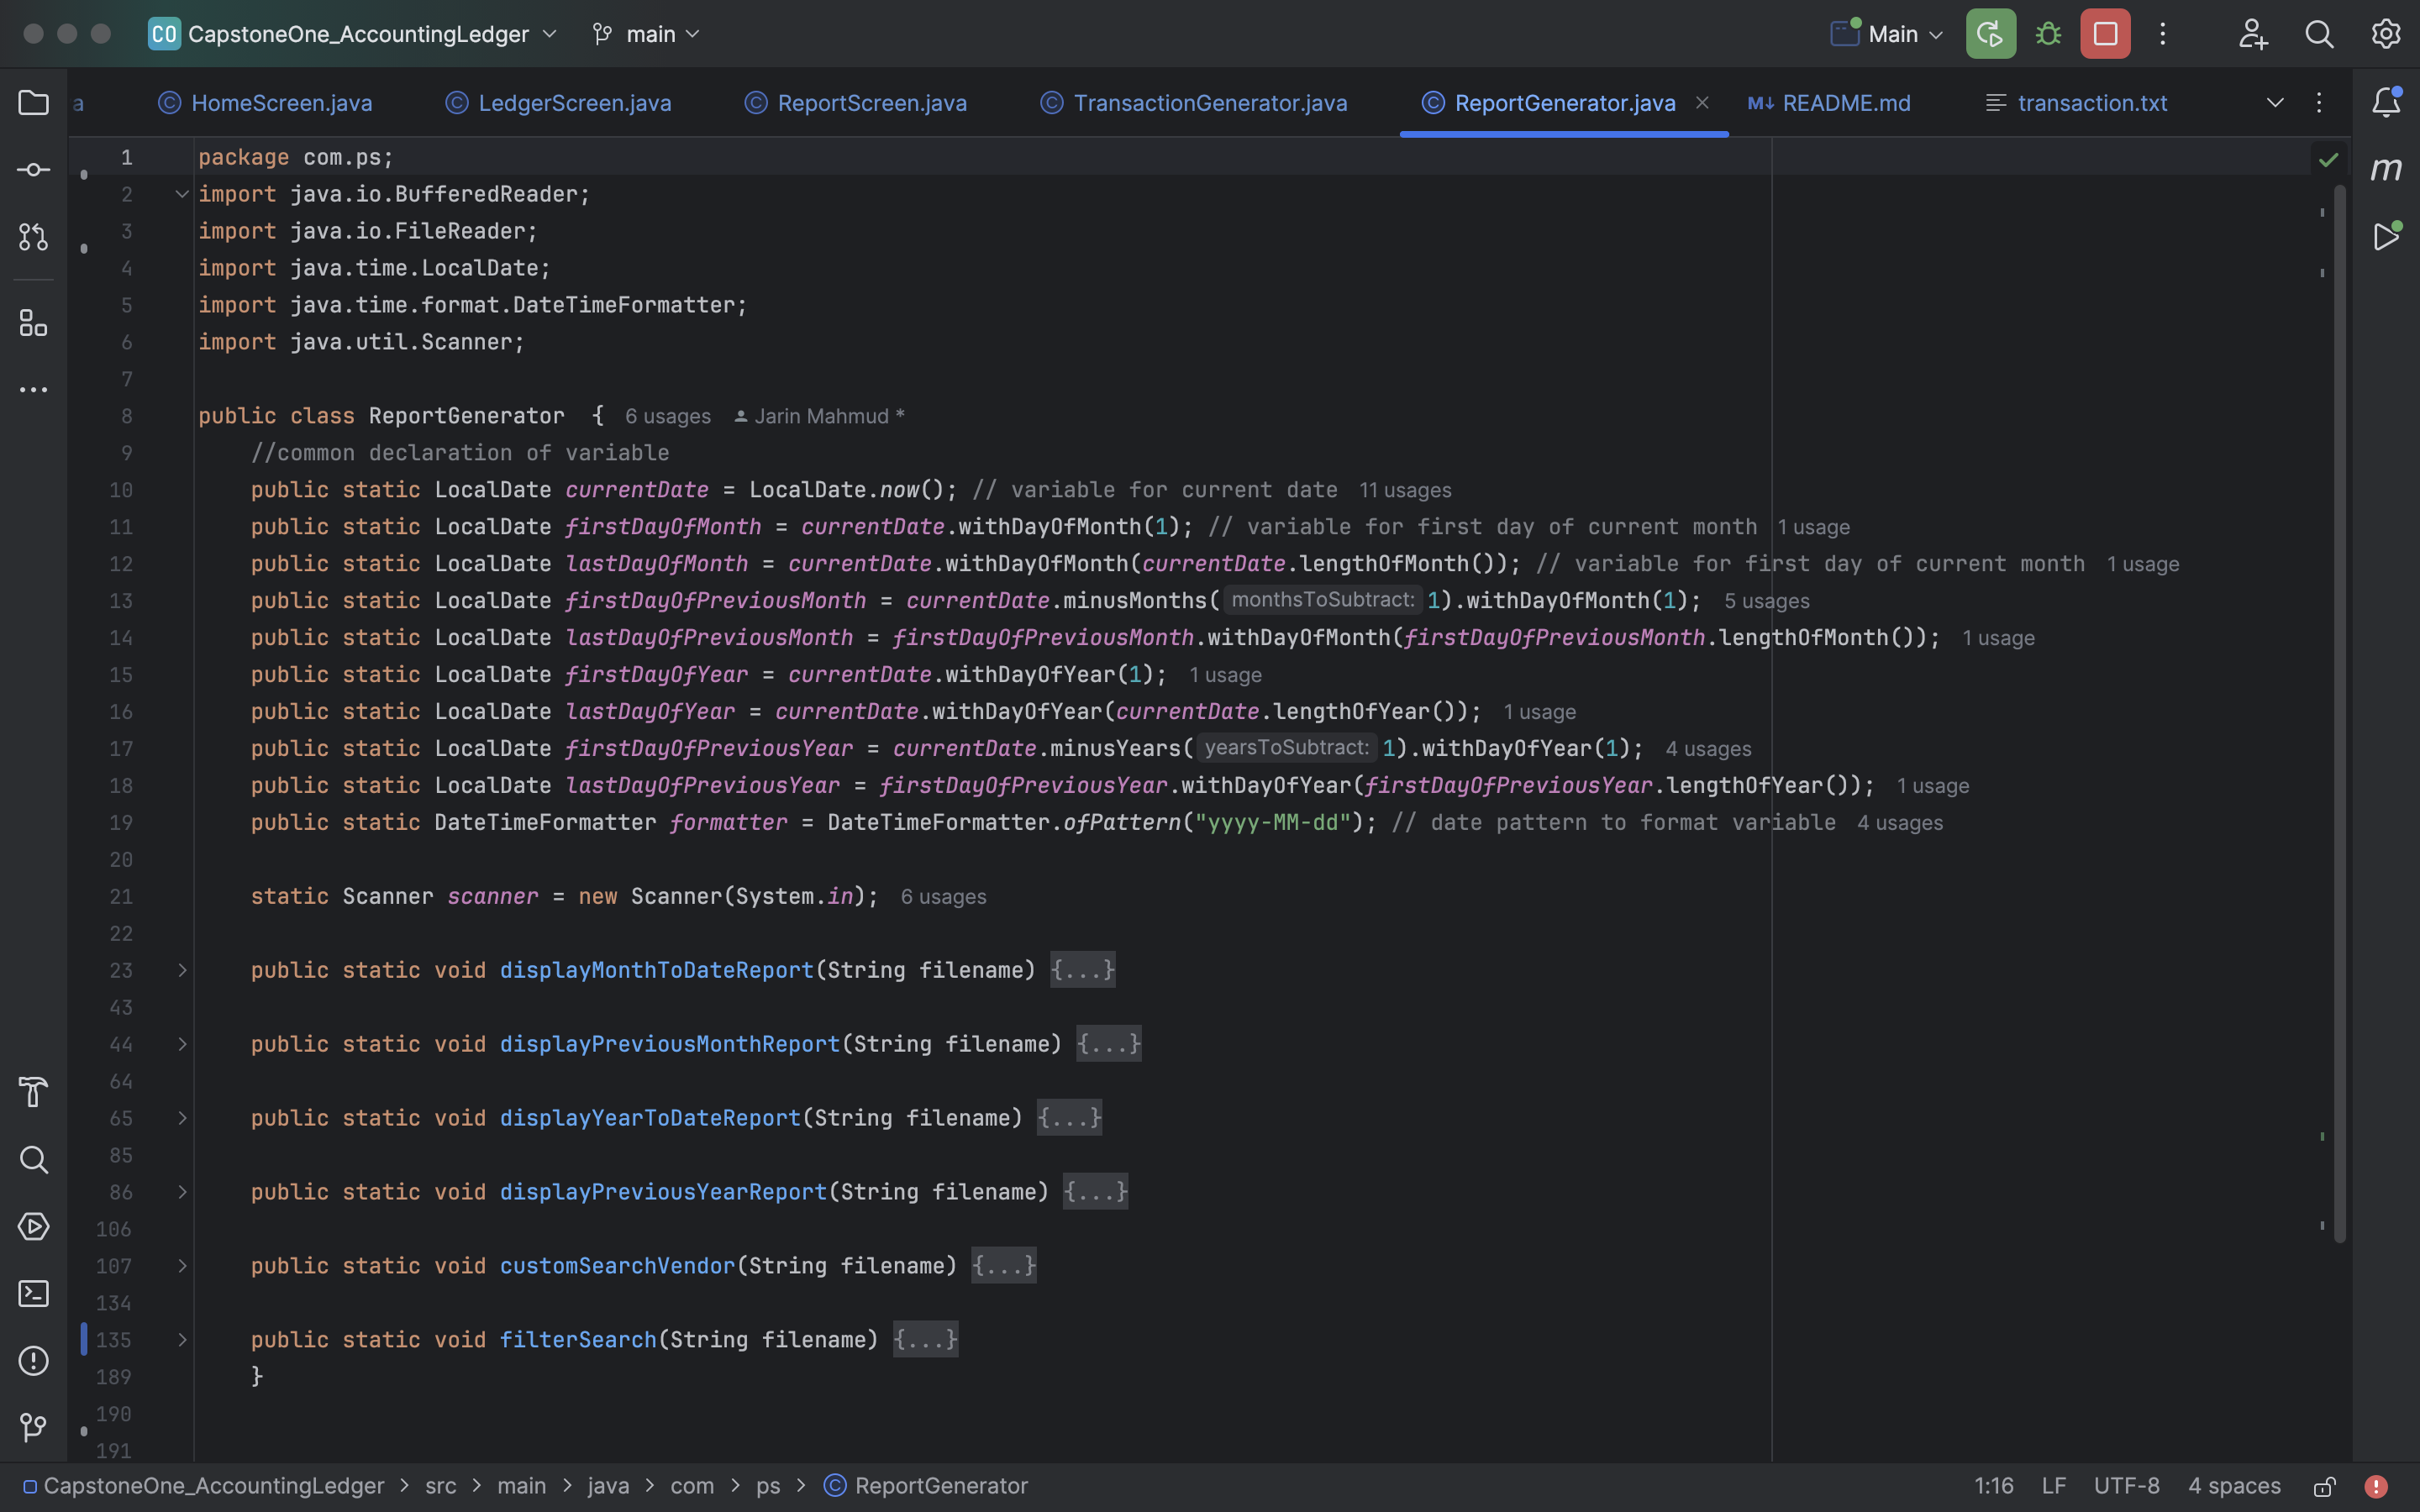 CO CapstoneOne_AccountingLedger main Main
a HomeScreen.java LedgerScreen.java ReportScreen.java TransactionGenerator.java ReportGenerator.java M↓ README.md transaction.txt
1 package com.ps;
2 import java.io.BufferedReader;
3 import java.io.FileReader;
4 import java.time.LocalDate;
5 import java.time.format.DateTimeFormatter;
6 import java.util.Scanner;
7
8 public class ReportGenerator { 6 usages Jarin Mahmud *
9 //common declaration of variable
10 public static LocalDate currentDate = LocalDate.now(); // variable for current date 11 usages
11 public static LocalDate firstDayOfMonth = currentDate.withDayOfMonth(1); // variable for first day of current month 1 usage
12 public static LocalDate lastDayOfMonth = currentDate.withDayOfMonth(currentDate.lengthOfMonth()); // variable for first day of current month 1 usage
13 public static LocalDate firstDayOfPreviousMonth = currentDate.minusMonths( monthsToSubtract: 1).withDayOfMonth(1); 5 usages
14 public static LocalDate lastDayOfPreviousMonth = firstDayOfPreviousMonth.withDayOfMonth(firstDayOfPreviousMonth.lengthOfMonth()); 1 usage
15 public static LocalDate firstDayOfYear = currentDate.withDayOfYear(1); 1 usage
16 public static LocalDate lastDayOfYear = currentDate.withDayOfYear(currentDate.lengthOfYear()); 1 usage
17 public static LocalDate firstDayOfPreviousYear = currentDate.minusYears( yearsToSubtract: 1).withDayOfYear(1); 4 usages
18 public static LocalDate lastDayOfPreviousYear = firstDayOfPreviousYear.withDayOfYear(firstDayOfPreviousYear.lengthOfYear()); 1 usage
19 public static DateTimeFormatter formatter = DateTimeFormatter.ofPattern("yyyy-MM-dd"); // date pattern to format variable 4 usages
20
21 static Scanner scanner = new Scanner(System.in); 6 usages
22
23 public static void displayMonthToDateReport(String filename) {...}
43
44 public static void displayPreviousMonthReport(String filename) {...}
64
65 public static void displayYearToDateReport(String filename) {...}
85
86 public static void displayPreviousYearReport(String filename) {...}
106
107 public static void customSearchVendor(String filename) {...}
134
135 public static void filterSearch(String filename) {...}
189 }
190
191
CapstoneOne_AccountingLedger > src > main > java > com > ps > ReportGenerator 1:16 LF UTF-8 4 spaces